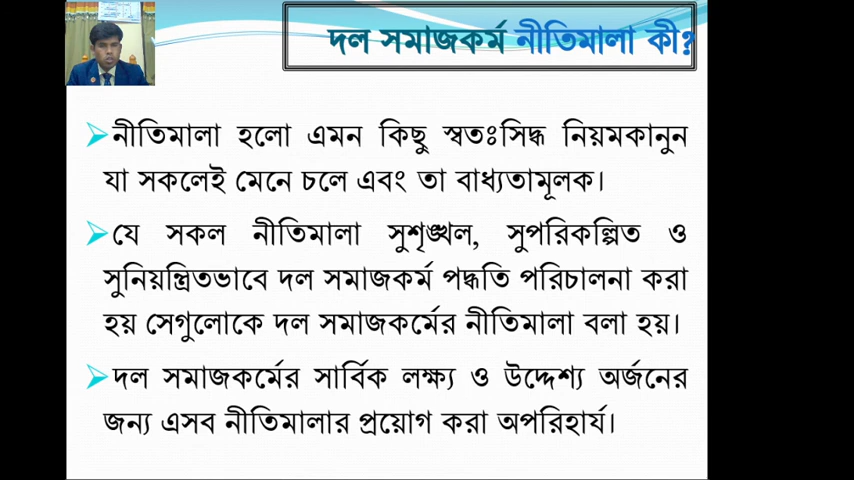 দল সমাজকর্ম নীতিমালা কী?
নীতিমালা হলো এমন কিছু স্বতঃসিদ্ধ নিয়মকানুন
যা সকলেই মেনে চলে এবং তা বাধ্যতামূলক।
যে সকল নীতিমালা সুশৃঙ্খল, সুপরিকল্পিত ও
সুনিয়ন্ত্রিতভাবে দল সমাজকর্ম পদ্ধতি পরিচালনা করা
হয় সেগুলোকে দল সমাজকর্মের নীতিমালা বলা হয়।
দল সমাজকর্মের সার্বিক লক্ষ্য ও উদ্দেশ্য অর্জনের
জন্য এসব নীতিমালার প্রয়োগ করা অপরিহার্য।